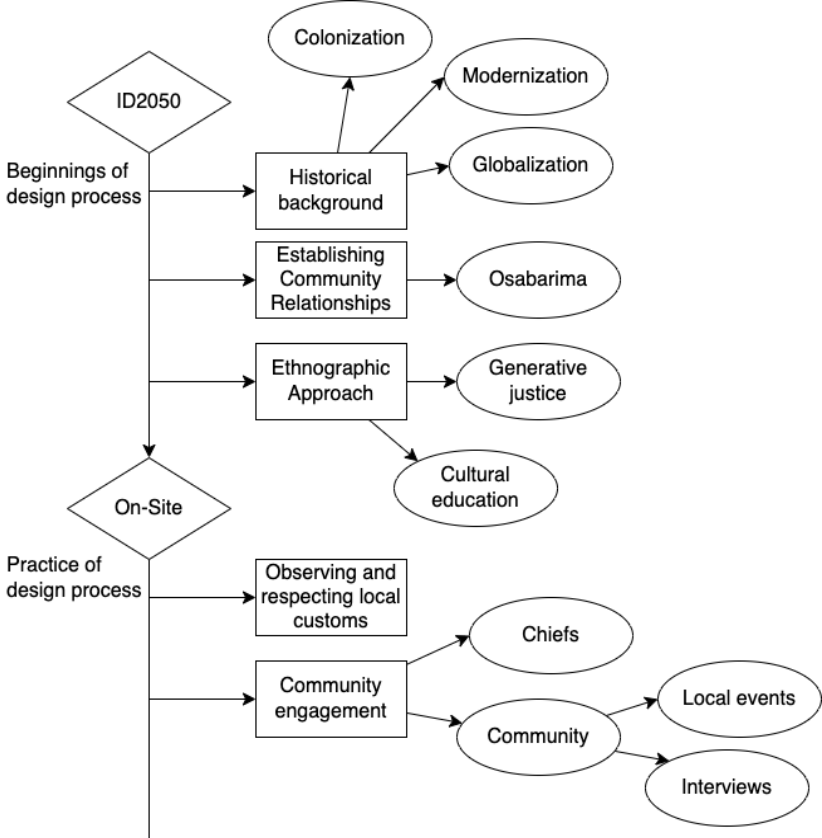 Colonization
ID2050
Modernization
Beginnings of
design process
Historical
background
Globalization
Establishing
Community
Relationships
Osabarima
Ethnographic
Approach
Generative
justice
Cultural
education
On-Site
Practice of
design process
Observing and
respecting local
customs
Chiefs
Community
engagement
Community
Local events
Interviews